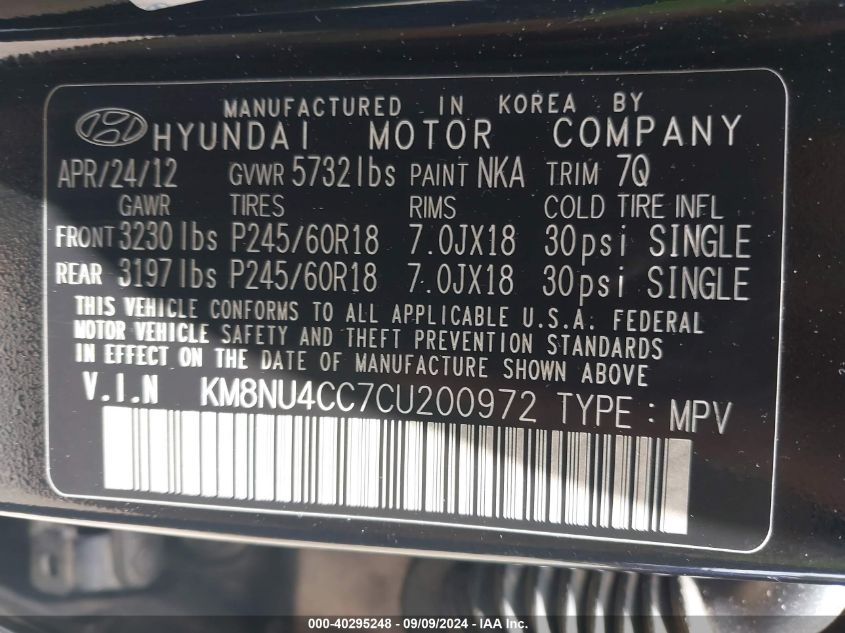 MANUFACTURED IN KOREA BY
HYUNDAI MOTOR COMPANY
APR/24/12 GVWR 5732lbs PAINT NKA TRIM 7Q
GAWR TIRES RIMS COLD TIRE INFL
FRONT 3230lbs P245/60R18 7.0JX18 30psi SINGLE
REAR 3197lbs P245/60R18 7.0JX18 30psi SINGLE
THIS VEHICLE CONFORMS TO ALL APPLICABLE U.S.A. FEDERAL
MOTOR VEHICLE SAFETY AND THEFT PREVENTION STANDARDS
IN EFFECT ON THE DATE OF MANUFACTURE SHOWN ABOVE
V.I.N KM8NU4CC7CU200972 TYPE : MPV
000-40295248 - 09/09/2024 - IAA Inc.